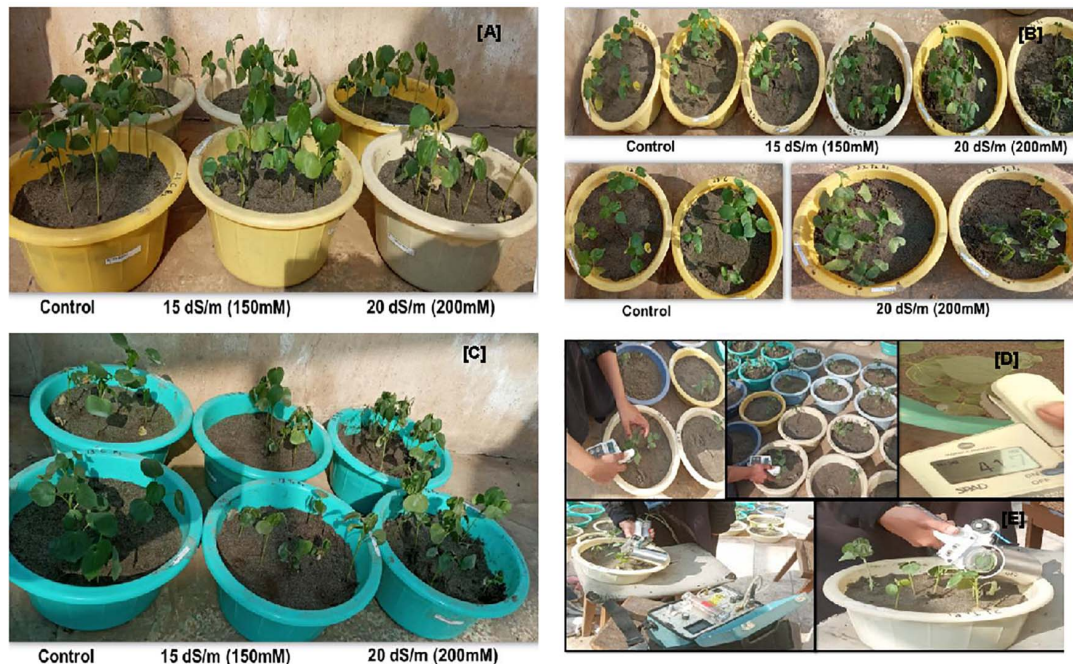 [A]
Control 15 dS/m (150mM) 20 dS/m (200mM)
[B]
Control 15 dS/m (150mM) 20 dS/m (200mM)
Control 20 dS/m (200mM)
[C]
Control 15 dS/m (150mM) 20 dS/m (200mM)
[D]
SPAD
OFF
[E]